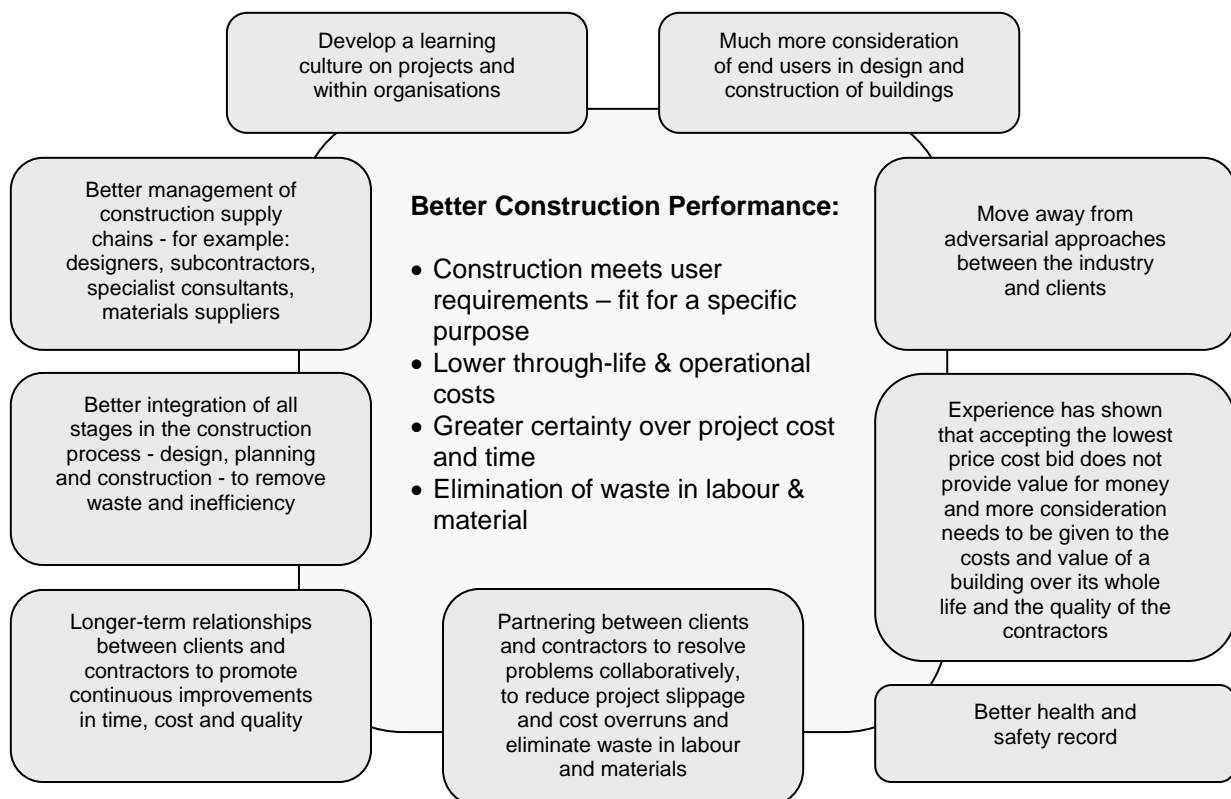 Develop a learning
culture on projects and
within organisations
Much more consideration
of end users in design and
construction of buildings
Better management of
construction supply
chains - for example:
designers, subcontractors,
specialist consultants,
materials suppliers
Better Construction Performance:
• Construction meets user
requirements – fit for a specific
purpose
• Lower through-life & operational
costs
• Greater certainty over project cost
and time
• Elimination of waste in labour &
material
Move away from
adversarial approaches
between the industry
and clients
Better integration of all
stages in the construction
process - design, planning
and construction - to remove
waste and inefficiency
Experience has shown
that accepting the lowest
price cost bid does not
provide value for money
and more consideration
needs to be given to the
costs and value of a
building over its whole
life and the quality of the
contractors
Longer-term relationships
between clients and
contractors to promote
continuous improvements
in time, cost and quality
Partnering between clients
and contractors to resolve
problems collaboratively,
to reduce project slippage
and cost overruns and
eliminate waste in labour
and materials
Better health and
safety record